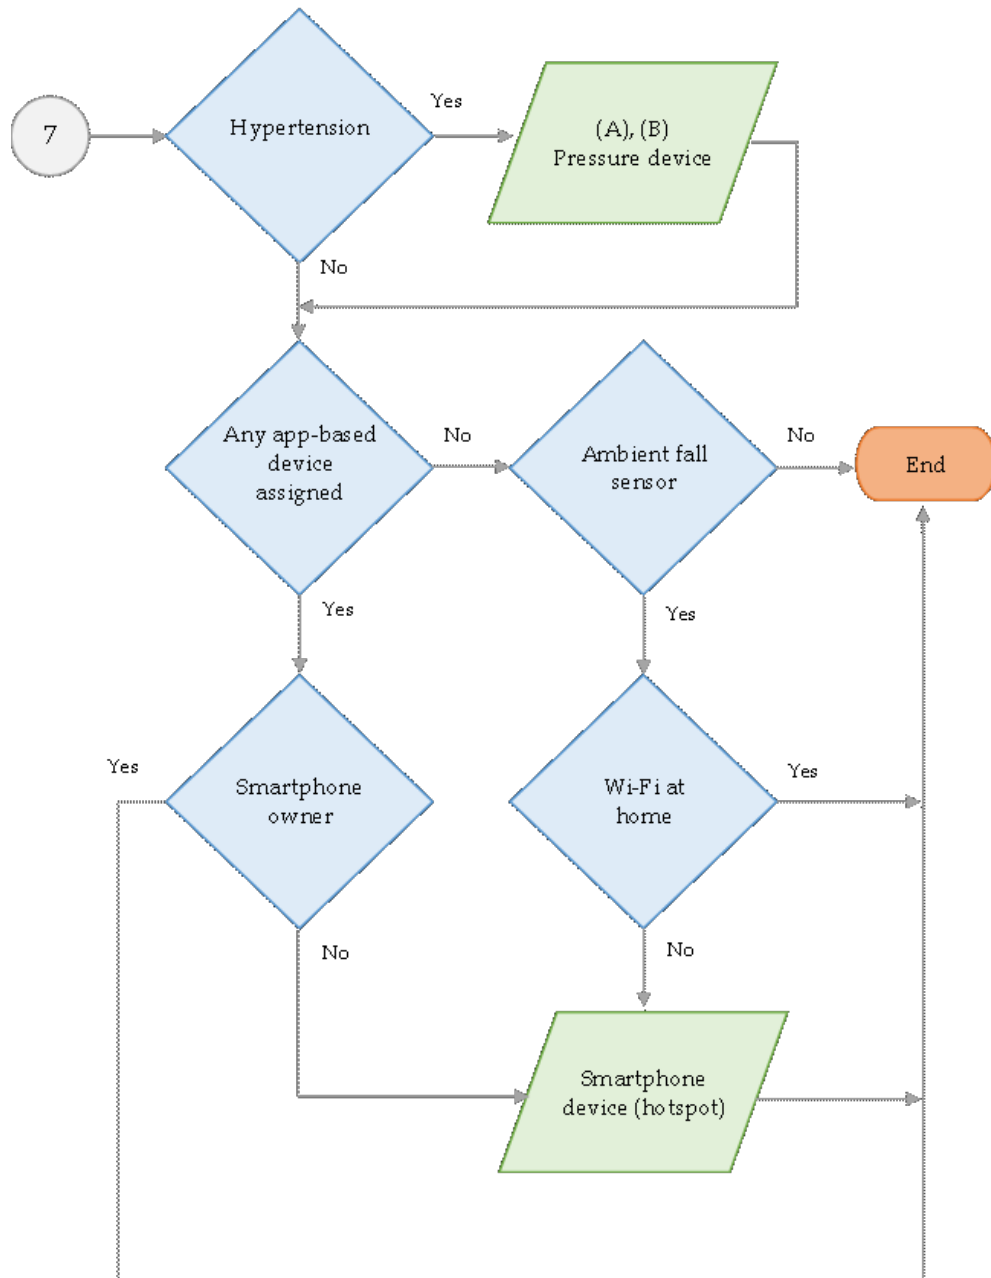 7
Hypertension
Yes
(A), (B)
Pressure device
No
Any app-based
device
assigned
No
Ambient fall
sensor
No
End
Yes
Yes
Yes
Smartphone
owner
Wi-Fi at
home
Yes
No
No
Smartphone
device (hotspot)